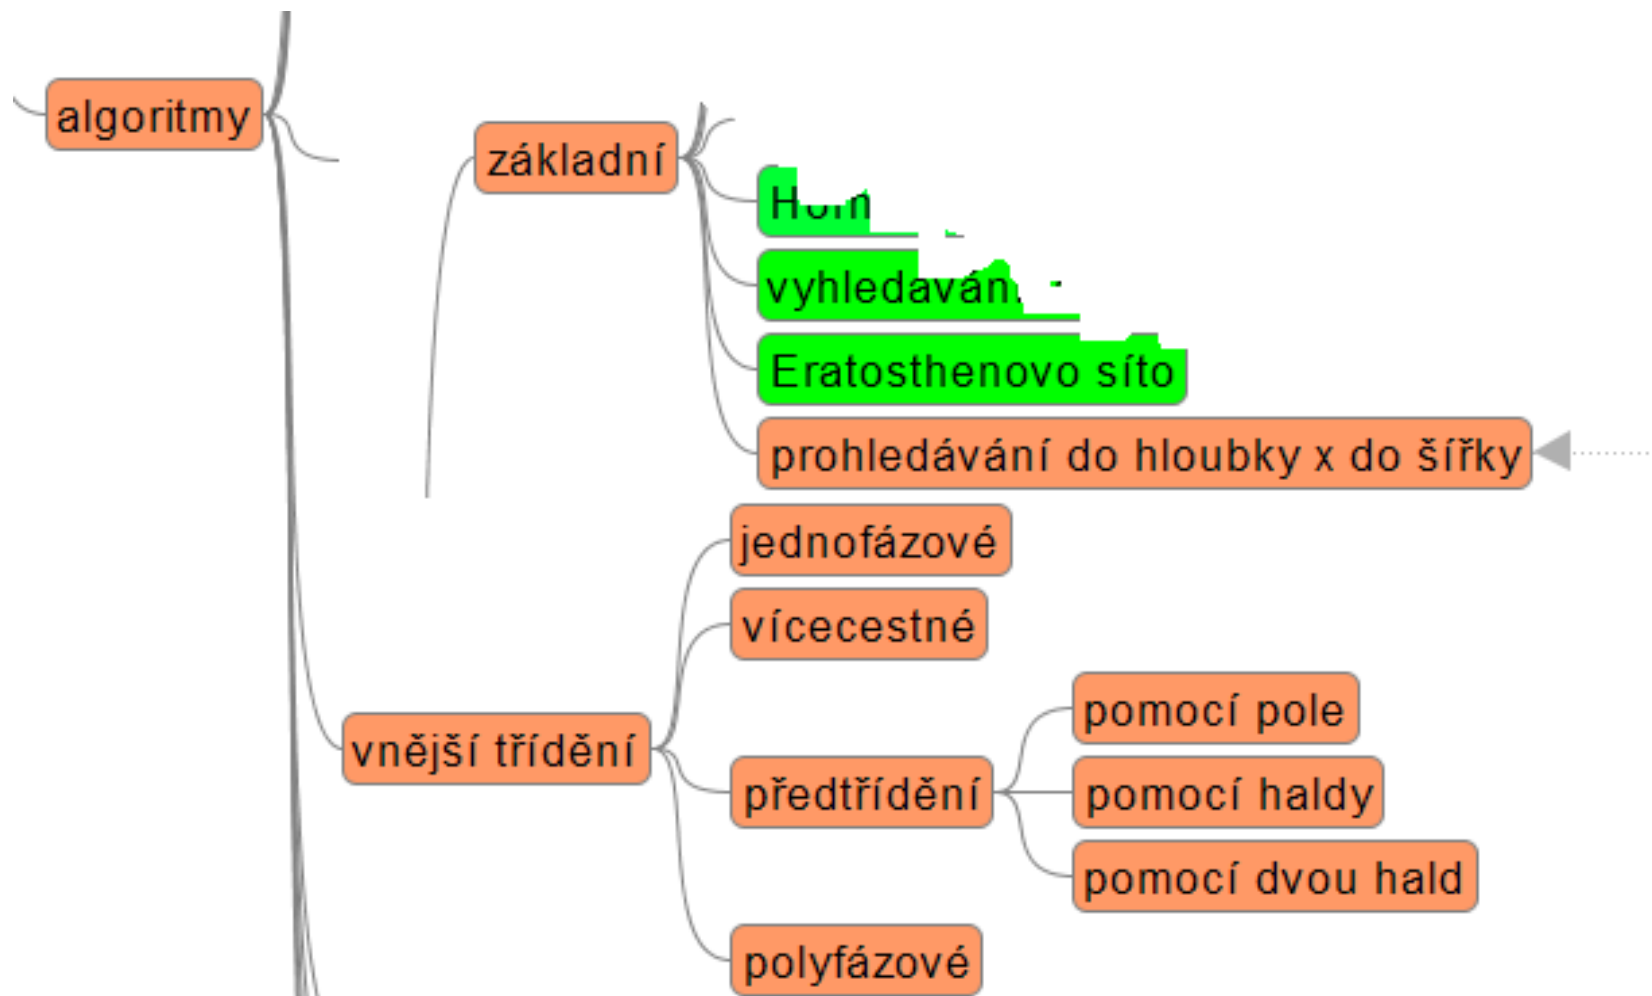 algoritmy
základní
Eratosthenovo síto
prohledávání do hloubky x do šířky
jednofázové
vícecestné
vnější třídění
předtřídění
pomocí pole
pomocí haldy
pomocí dvou hald
polyfázové